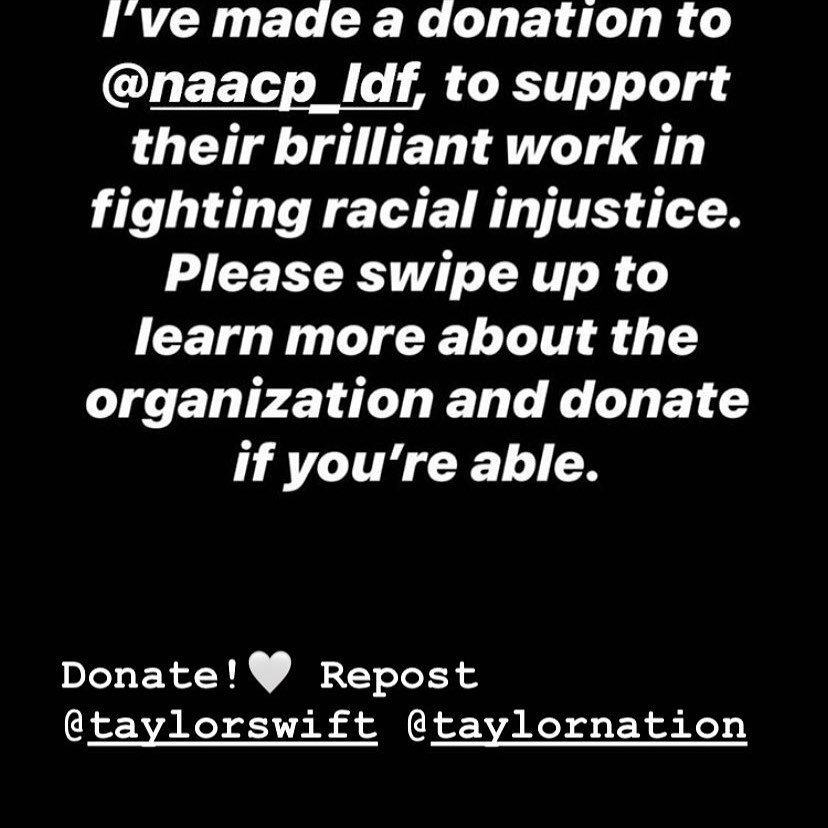 I've made a donation to
@naacp_ldf, to support
their brilliant work in
fighting racial injustice.
Please swipe up to
learn more about the
organization and donate
if you're able.
Donate!🤍 Repost
@taylorswift @taylornation